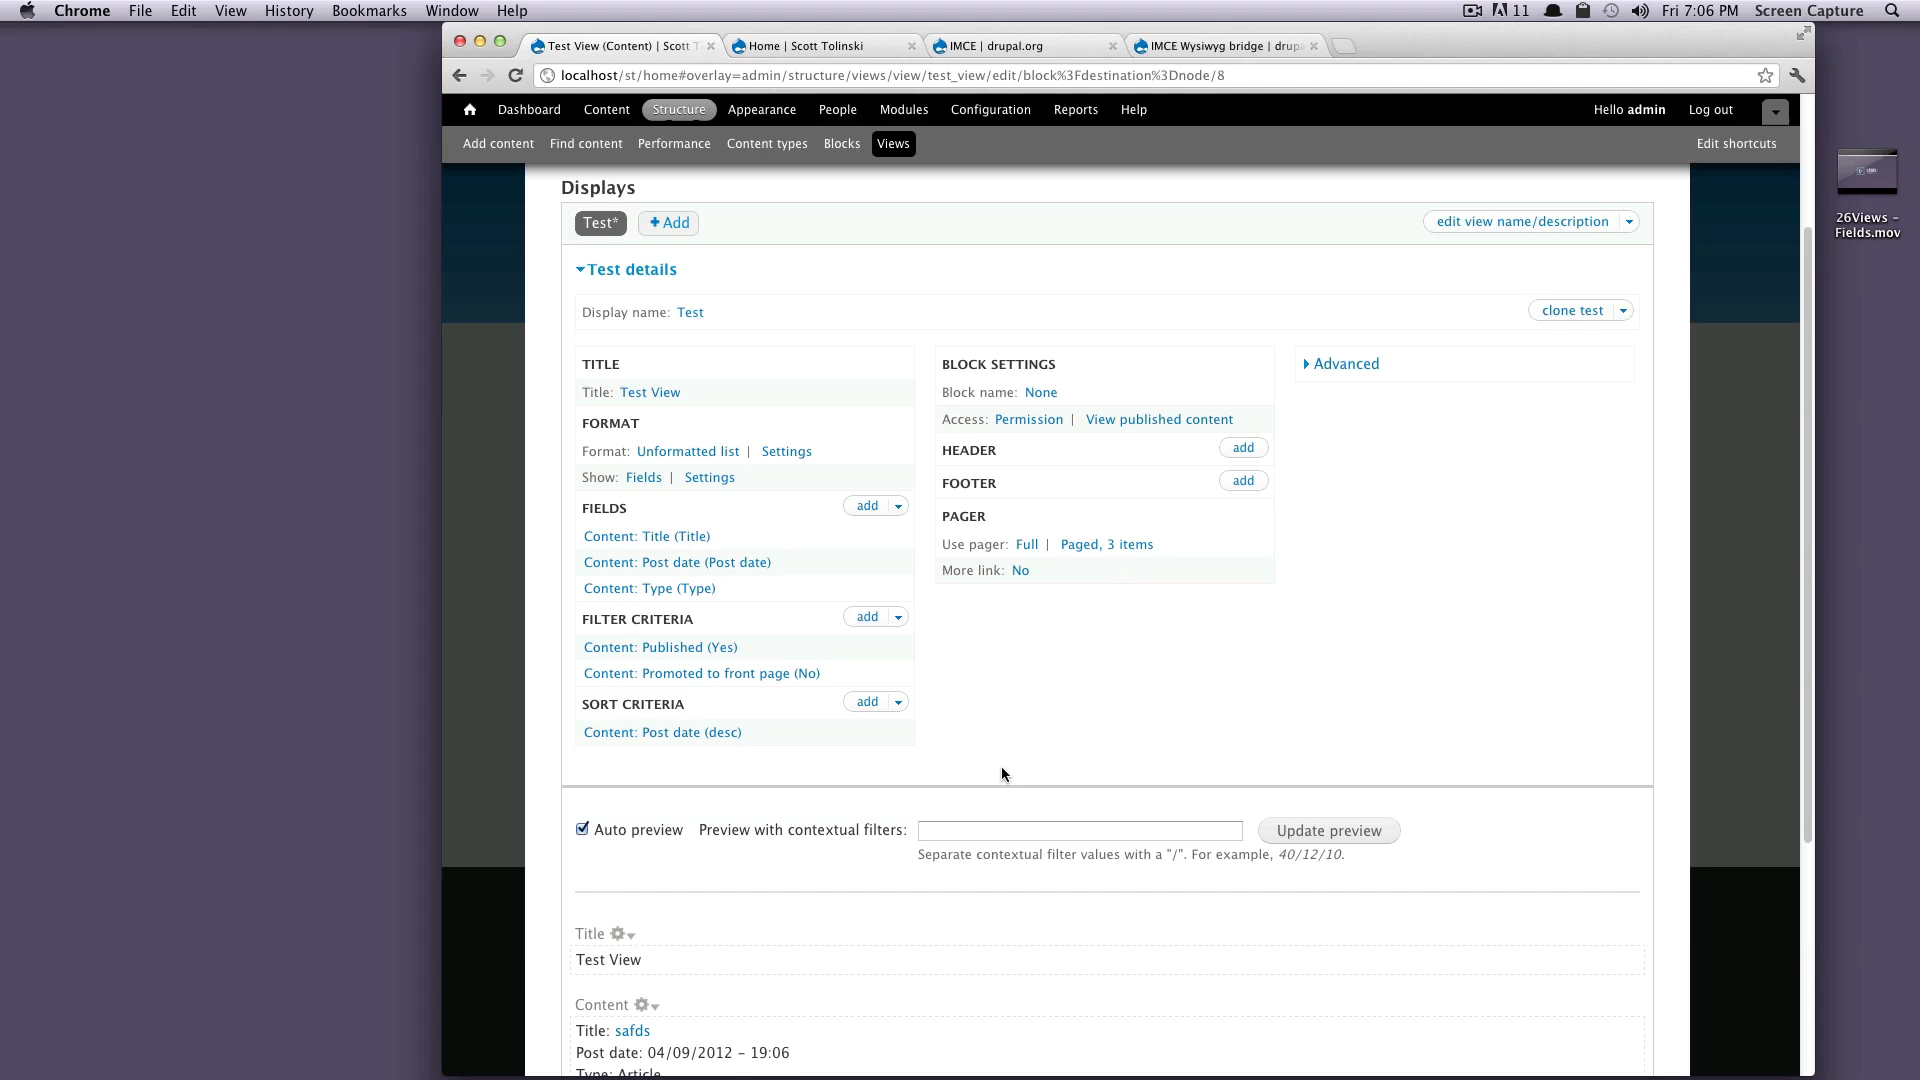 Chrome File Edit View History Bookmarks Window Help 11 Fri 7:06 PM Screen Capture
Test View (Content) | Scott T Home | Scott Tolinski IMCE | drupal.org IMCE Wysiwyg bridge | drup
localhost/st/home#overlay=admin/structure/views/view/test_view/edit/block%3Fdestination%3Dnode/8
Dashboard Content Structure Appearance People Modules Configuration Reports Help Hello admin Log out
Add content Find content Performance Content types Blocks Views Edit shortcuts
26Views –
Fields.mov
Displays
Test* + Add edit view name/description
Test details
Display name: Test clone test
TITLE
Title: Test View
FORMAT
Format: Unformatted list | Settings
Show: Fields | Settings
FIELDS add
Content: Title (Title)
Content: Post date (Post date)
Content: Type (Type)
FILTER CRITERIA add
Content: Published (Yes)
Content: Promoted to front page (No)
SORT CRITERIA add
Content: Post date (desc)
BLOCK SETTINGS
Block name: None
Access: Permission | View published content
HEADER add
FOOTER add
PAGER
Use pager: Full | Paged, 3 items
More link: No
Advanced
Auto preview Preview with contextual filters: Update preview
Separate contextual filter values with a "/". For example, 40/12/10.
Title
Test View
Content
Title: safds
Post date: 04/09/2012 – 19:06
Type: Article